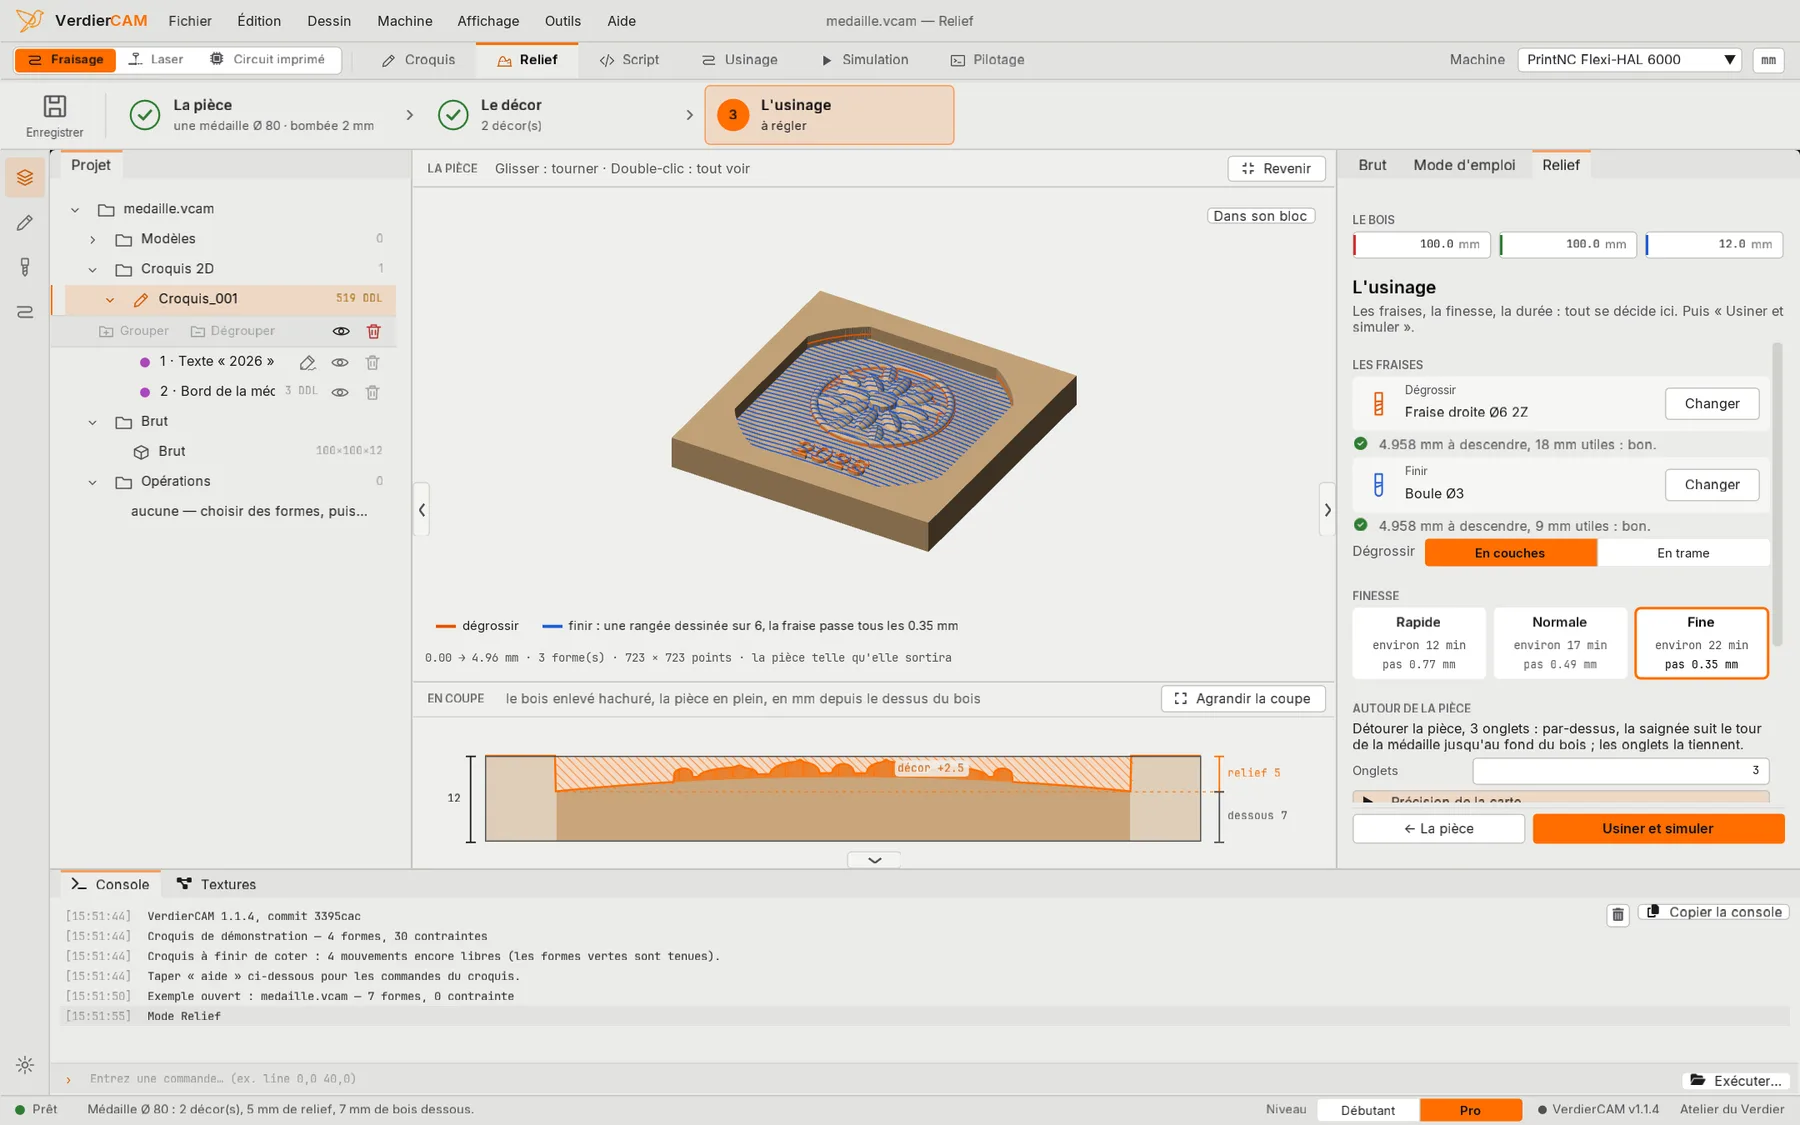 VerdierCAM Fichier Édition Dessin Machine Affichage Outils Aide medaille.vcam — Relief
Fraisage Laser Circuit imprimé Croquis Relief Script Usinage Simulation Pilotage Machine PrintNC Flexi-HAL 6000 mm
Enregistrer
La pièce
une médaille Ø 80 · bombée 2 mm
Le décor
2 décor(s)
3
L'usinage
à régler
Projet
medaille.vcam
Modèles 0
Croquis 2D 1
Croquis_001 519 DDL
Grouper Dégrouper
1 · Texte « 2026 »
2 · Bord de la méc 3 DDL
Brut
Brut 100×100×12
Opérations 0
aucune — choisir des formes, puis...
LA PIÈCE Glisser : tourner · Double-clic : tout voir Revenir
Dans son bloc
dégrossir finir : une rangée dessinée sur 6, la fraise passe tous les 0.35 mm
0.00 → 4.96 mm · 3 forme(s) · 723 × 723 points · la pièce telle qu'elle sortira
EN COUPE le bois enlevé hachuré, la pièce en plein, en mm depuis le dessus du bois Agrandir la coupe
12
décor +2.5
relief 5
dessous 7
Brut Mode d'emploi Relief
LE BOIS
100.0 mm 100.0 mm 12.0 mm
L'usinage
Les fraises, la finesse, la durée : tout se décide ici. Puis « Usiner et
simuler ».
LES FRAISES
Dégrossir
Fraise droite Ø6 2Z
Changer
4.958 mm à descendre, 18 mm utiles : bon.
Finir
Boule Ø3
Changer
4.958 mm à descendre, 9 mm utiles : bon.
Dégrossir En couches En trame
FINESSE
Rapide
environ 12 min
pas 0.77 mm
Normale
environ 17 min
pas 0.49 mm
Fine
environ 22 min
pas 0.35 mm
AUTOUR DE LA PIÈCE
Détourer la pièce, 3 onglets : par-dessus, la saignée suit le tour
de la médaille jusqu'au fond du bois ; les onglets la tiennent.
Onglets 3
Précision de la carte
← La pièce Usiner et simuler
Console Textures
Copier la console
[15:51:44] VerdierCAM 1.1.4, commit 3395cac
[15:51:44] Croquis de démonstration — 4 formes, 30 contraintes
[15:51:44] Croquis à finir de coter : 4 mouvements encore libres (les formes vertes sont tenues).
[15:51:44] Taper « aide » ci-dessous pour les commandes du croquis.
[15:51:50] Exemple ouvert : medaille.vcam — 7 formes, 0 contrainte
[15:51:55] Mode Relief
› Entrez une commande… (ex. line 0,0 40,0) Exécuter...
Prêt Médaille Ø 80 : 2 décor(s), 5 mm de relief, 7 mm de bois dessous. Niveau Débutant Pro VerdierCAM v1.1.4 Atelier du Verdier